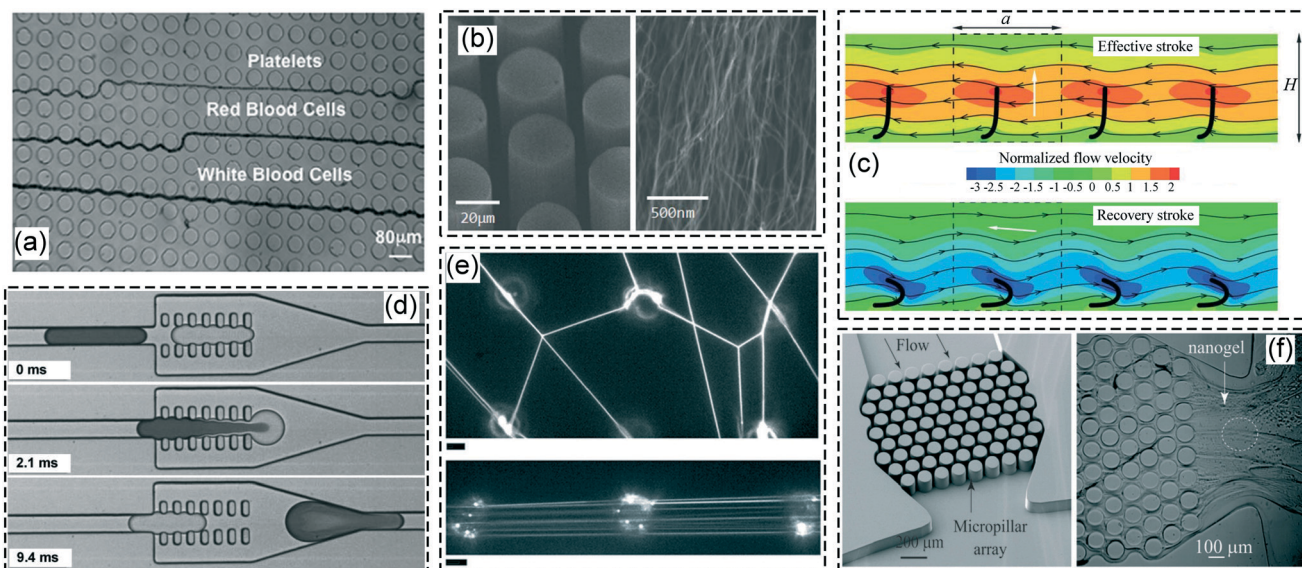 Platelets
Red Blood Cells
White Blood Cells
80μm
(a)
(b)
20μm
500nm
a
Effective stroke
H
(c)
Normalized flow velocity
-3 -2.5 -2 -1.5 -1 -0.5 0 0.5 1 1.5 2
Recovery stroke
(d)
0 ms
2.1 ms
9.4 ms
(e)
Flow
Micropillar
array
200 μm
nanogel
(f)
100 μm